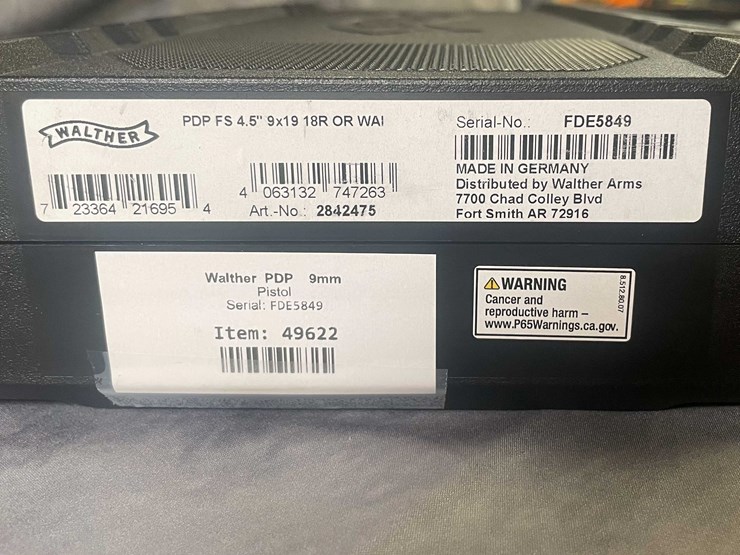 WALTHER
PDP FS 4.5" 9x19 18R OR WAI
7 23364 21695 4
4 063132 747263
Art.-No.: 2842475
Serial-No.: FDE5849
MADE IN GERMANY
Distributed by Walther Arms
7700 Chad Colley Blvd
Fort Smith AR 72916
Walther PDP 9mm
Pistol
Serial: FDE5849
Item: 49622
WARNING
Cancer and
reproductive harm –
www.P65Warnings.ca.gov.
8.512.80.07